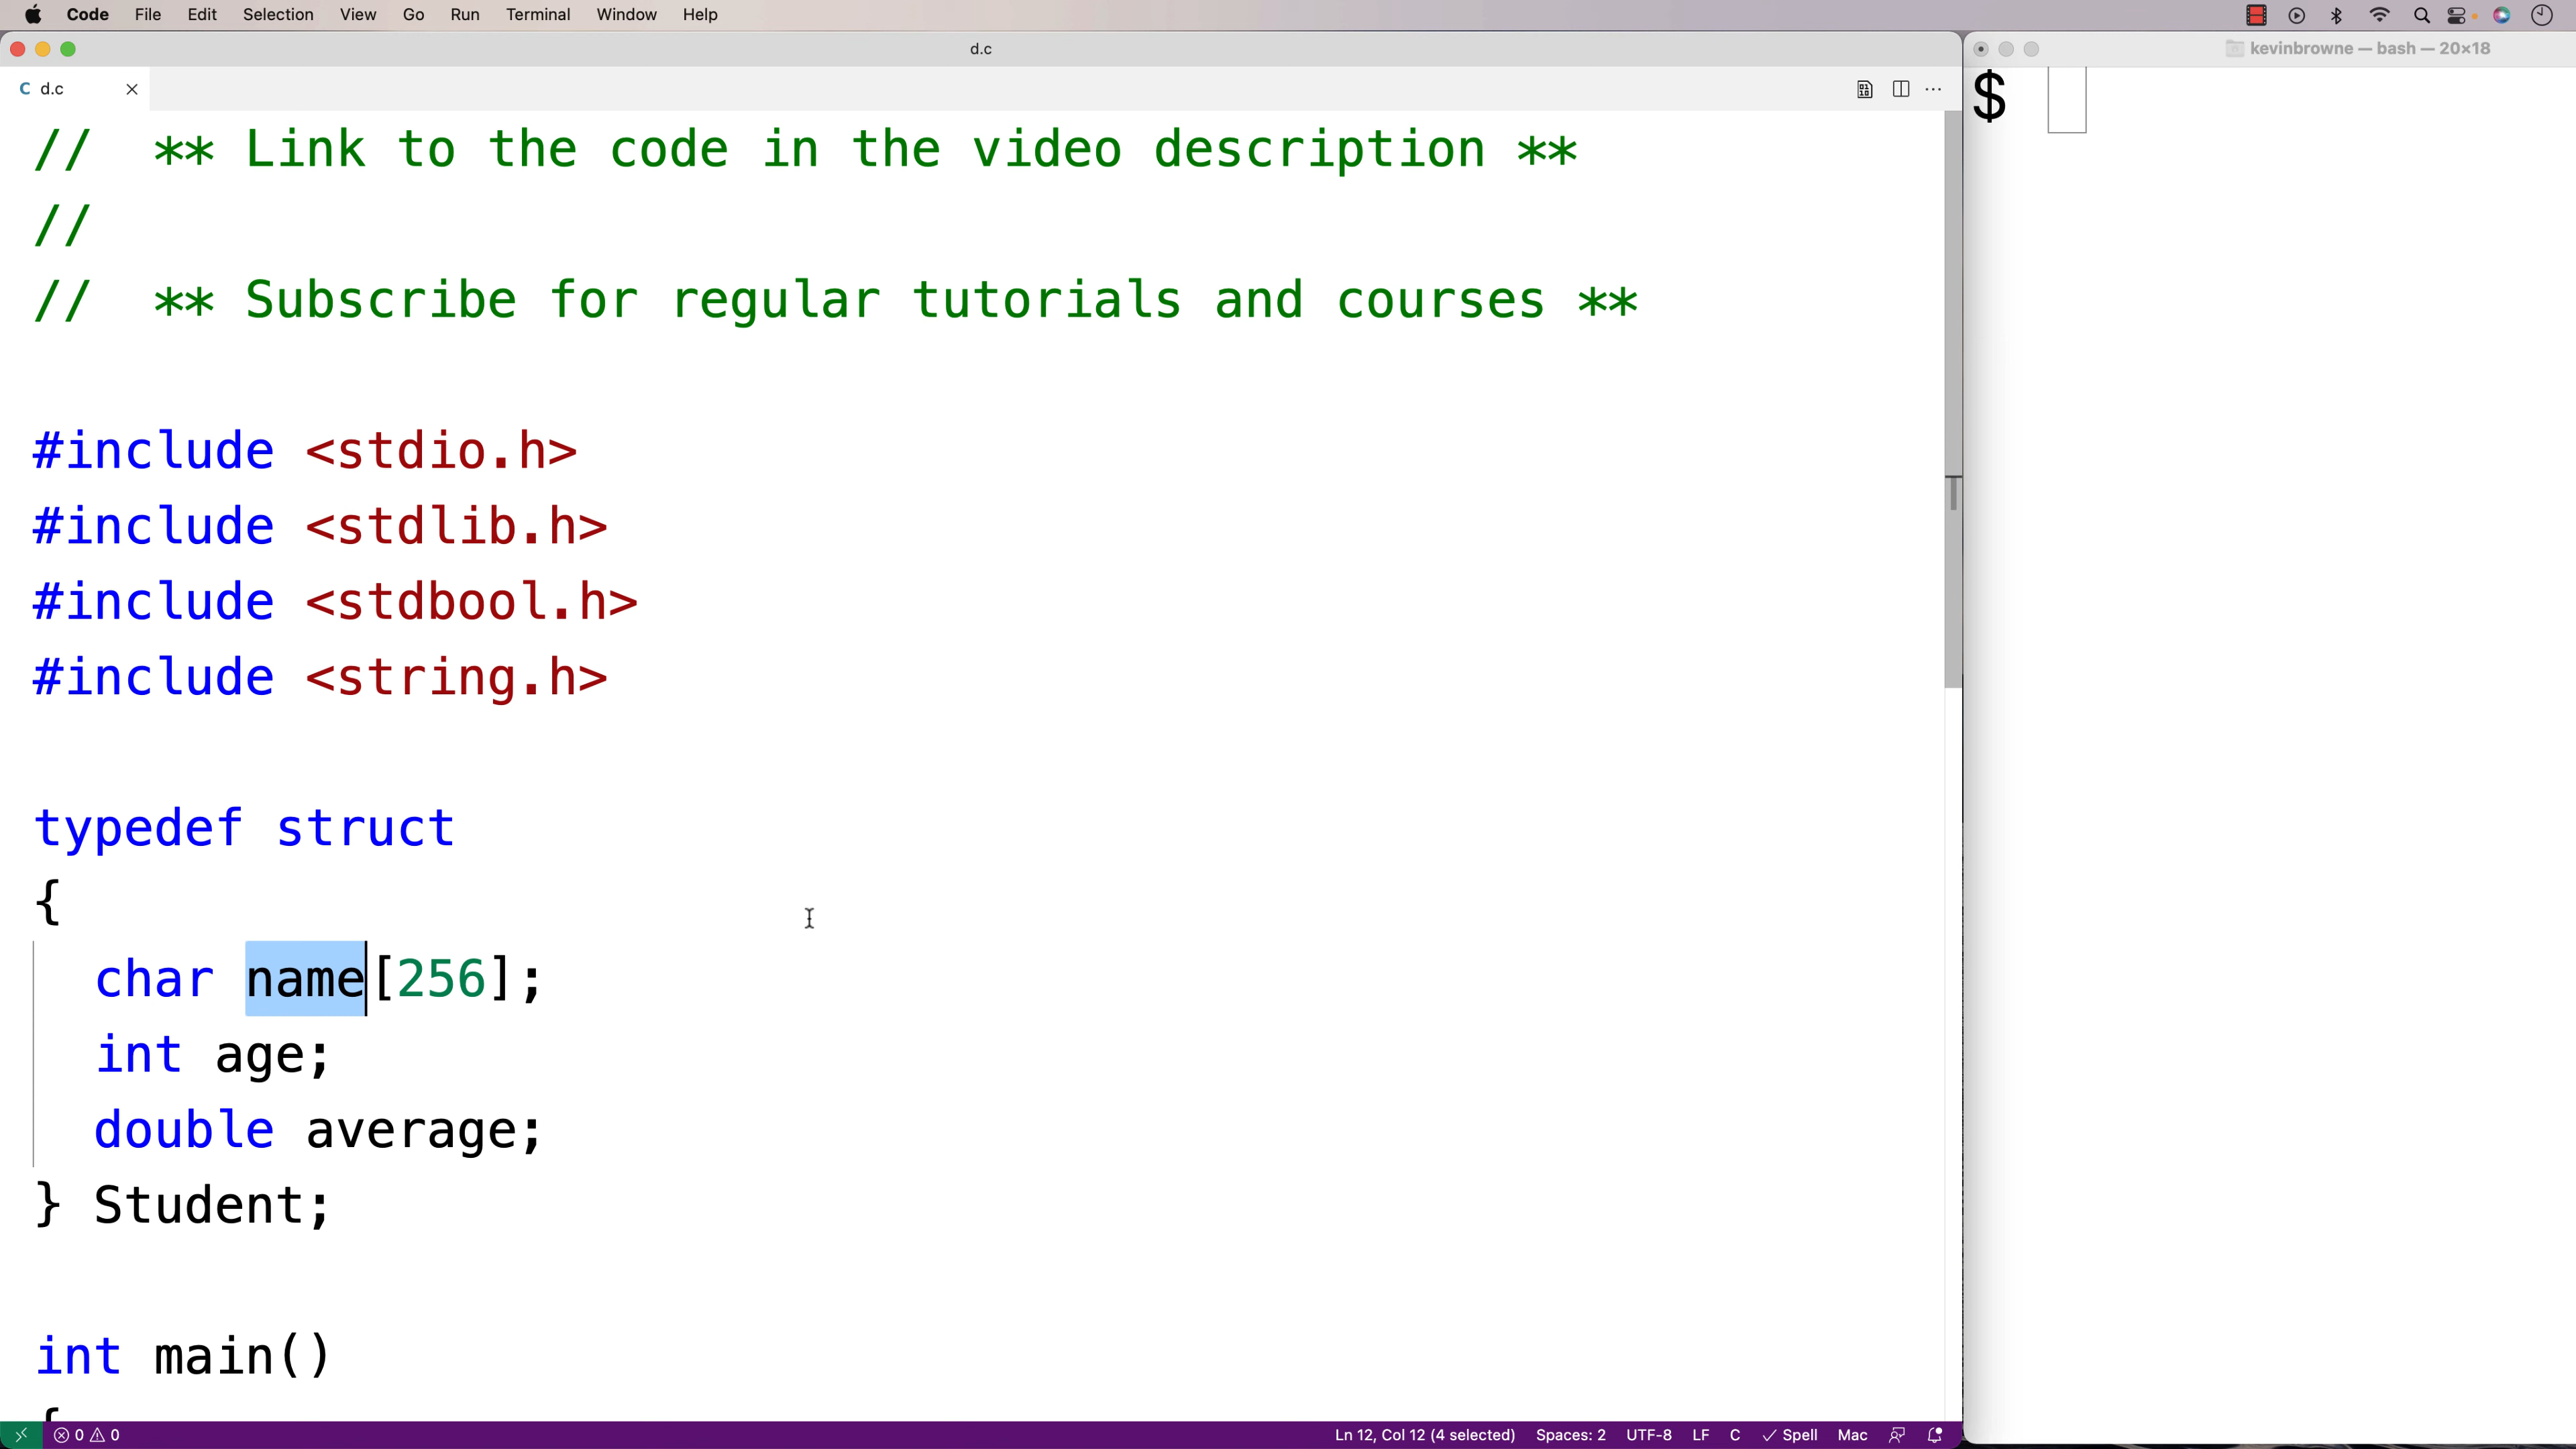 Code File Edit Selection View Go Run Terminal Window Help
d.c
kevinbrowne — bash — 20×18
C d.c
$
// ** Link to the code in the video description **
//
// ** Subscribe for regular tutorials and courses **
#include <stdio.h>
#include <stdlib.h>
#include <stdbool.h>
#include <string.h>
typedef struct
{
char name[256];
int age;
double average;
} Student;
int main()
{
0 0
Ln 12, Col 12 (4 selected) Spaces: 2 UTF-8 LF C Spell Mac